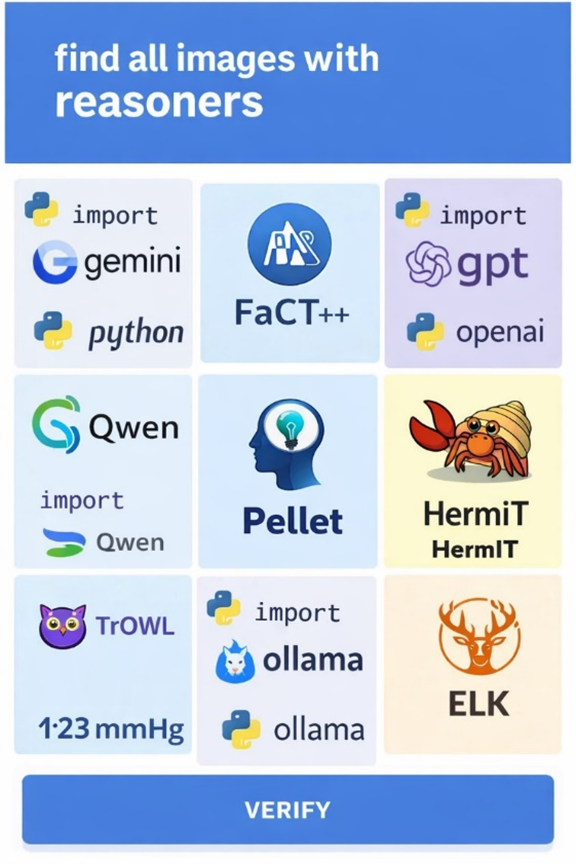 find all images with
reasoners
import
gemini
python
FaCT++
import
gpt
openai
Qwen
import
Qwen
Pellet
HermiT
HermIT
TrOWL
1·23 mmHg
import
ollama
ollama
ELK
VERIFY